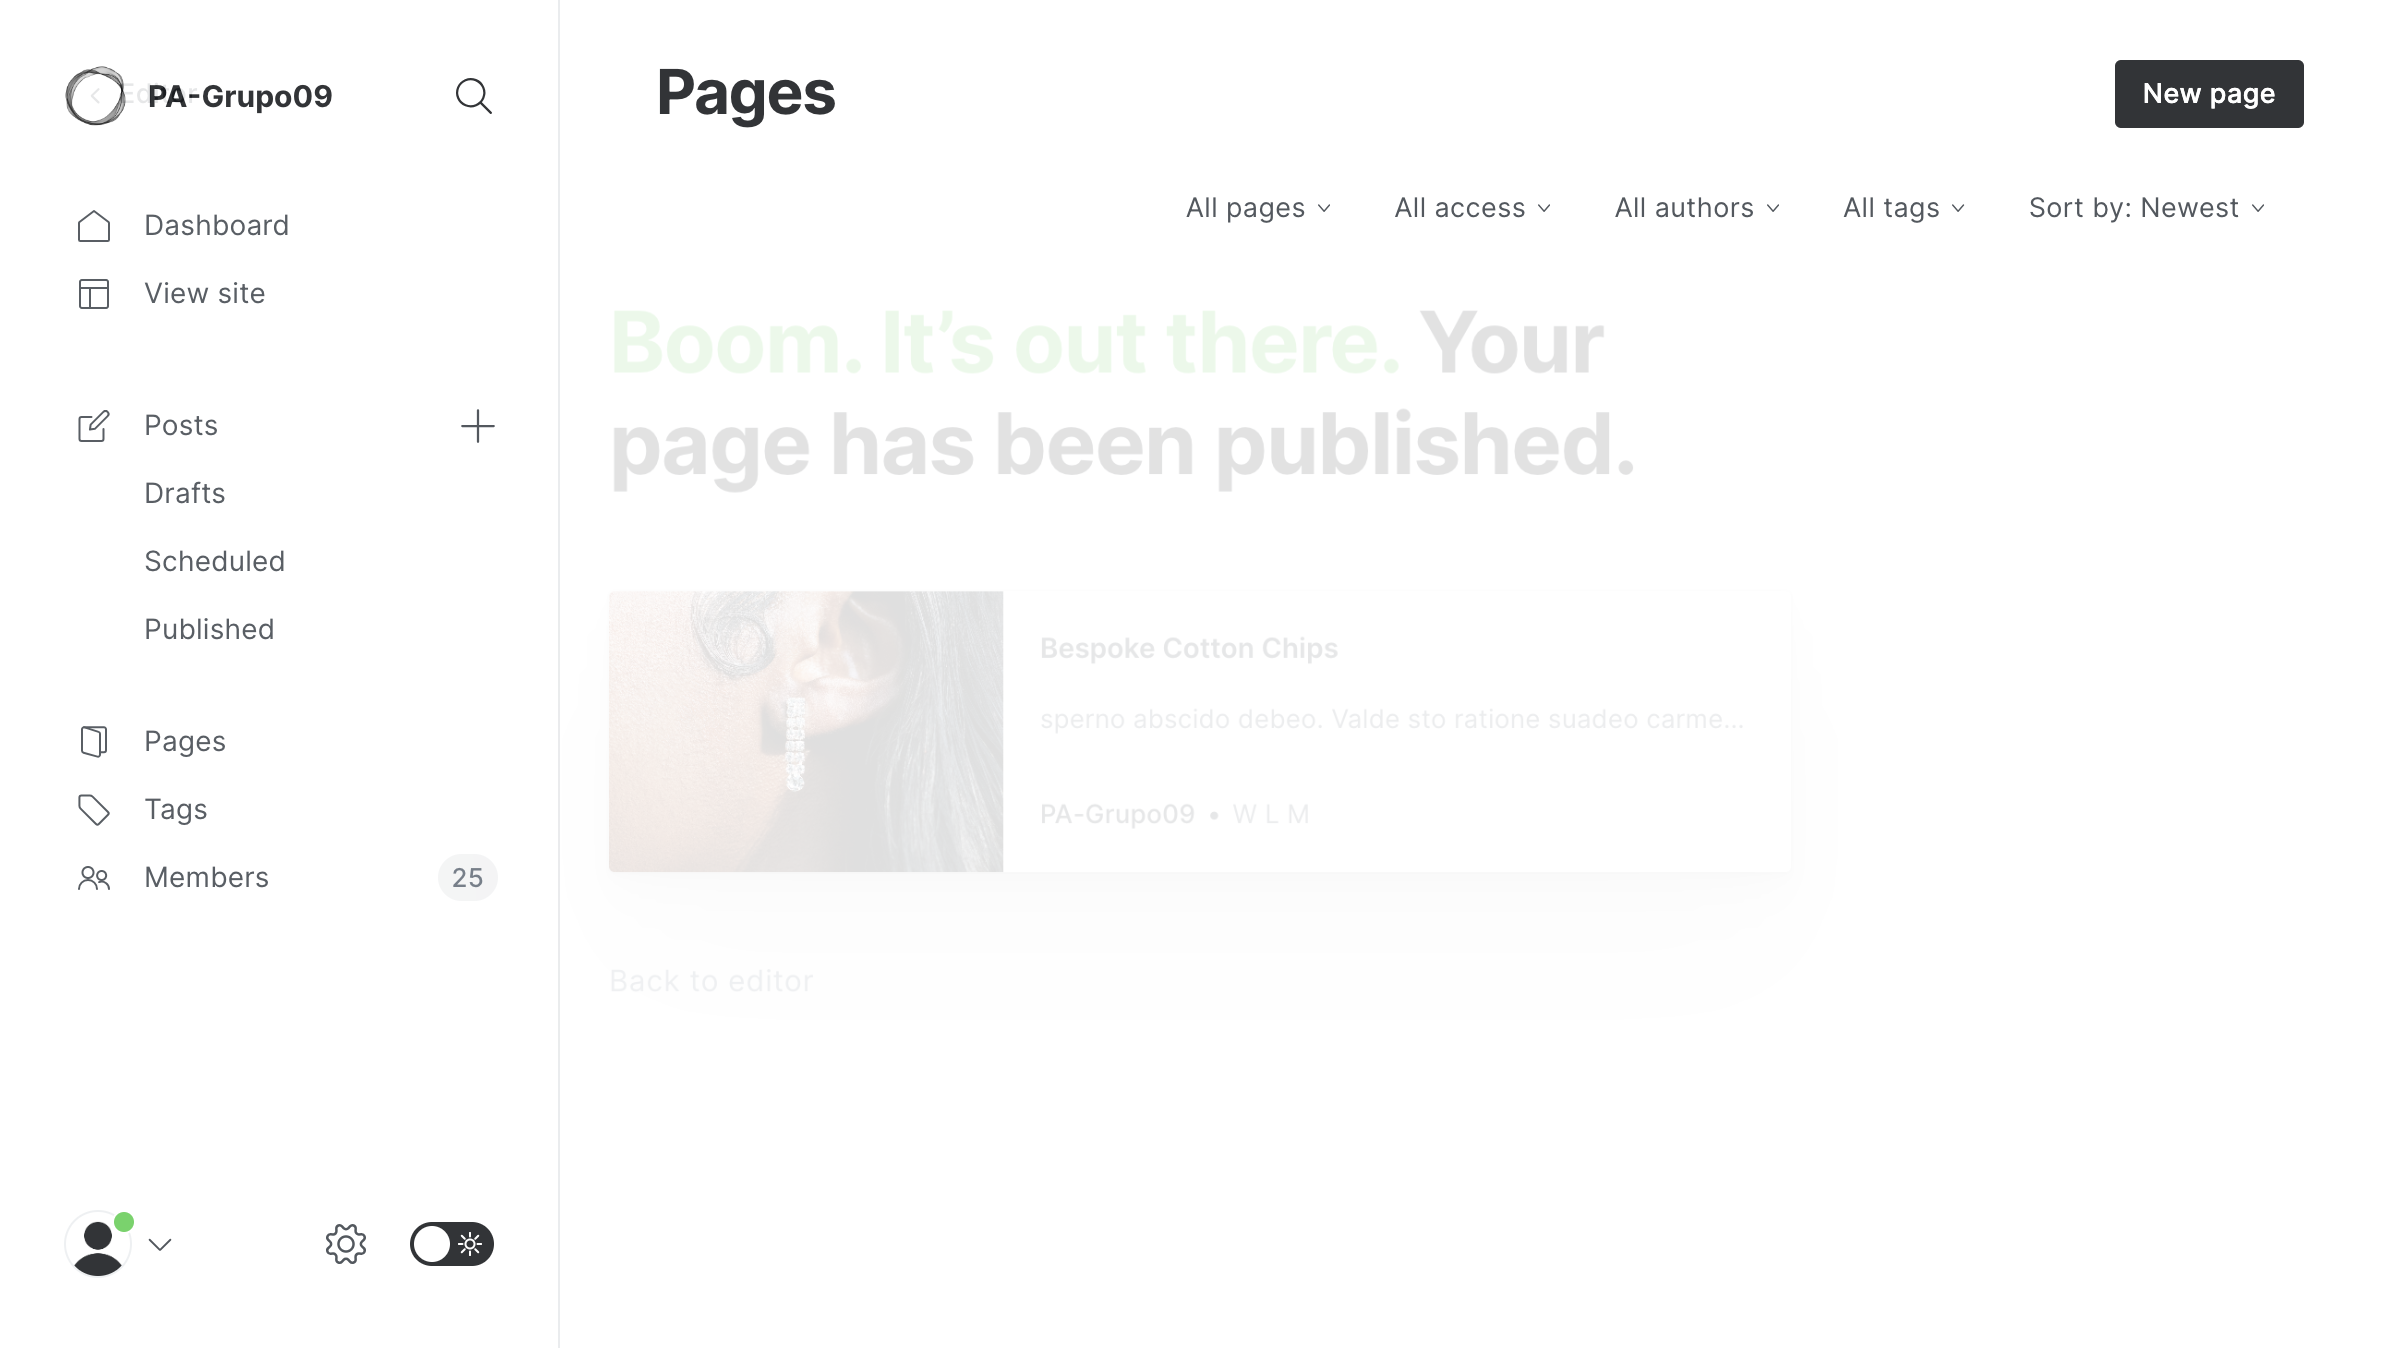 PA-Grupo09
Dashboard
View site
Posts
Drafts
Scheduled
Published
Pages
Tags
Members 25
Pages
New page
All pages All access All authors All tags Sort by: Newest
Boom. It’s out there. Your
page has been published.
Bespoke Cotton Chips
sperno abscido debeo. Valde sto ratione suadeo carme...
PA-Grupo09 • W L M
Back to editor